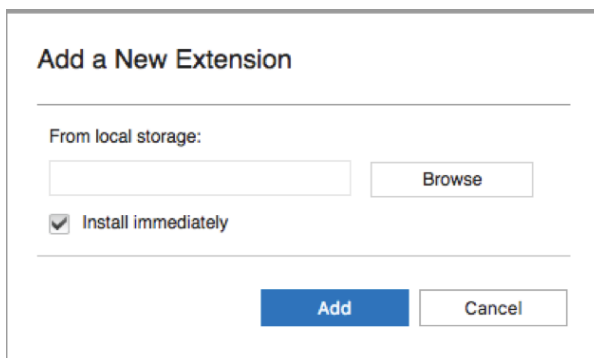 Add a New Extension
From local storage:
Browse
Install immediately
Add
Cancel